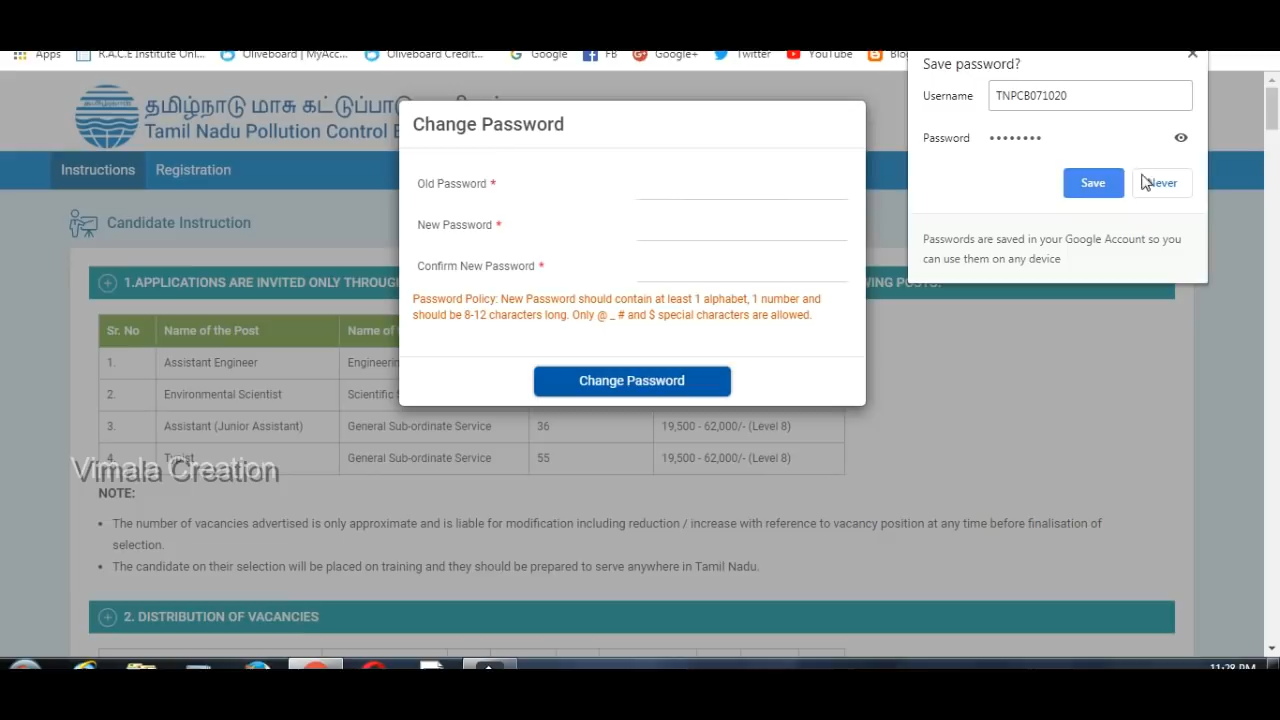 Apps R.A.C.E Institute Onl... Oliveboard | MyAcc... Oliveboard Credit... Google FB Google+ Twitter YouTube
Save password?
Username TNPCB071020
Password ••••••••
Save Never
Passwords are saved in your Google Account so you
can use them on any device
தமிழ்நாடு மாசு கட்டுப்பா
Tamil Nadu Pollution Control B
Instructions Registration
Candidate Instruction
Change Password
Old Password *
New Password *
Confirm New Password *
Password Policy: New Password should contain at least 1 alphabet, 1 number and
should be 8-12 characters long. Only @ _ # and $ special characters are allowed.
Change Password
1.APPLICATIONS ARE INVITED ONLY THROUG WING POSTS:
Sr. No Name of the Post Name of
1. Assistant Engineer Engineering
2. Environmental Scientist Scientific
3. Assistant (Junior Assistant) General Sub-ordinate Service 36 19,500 - 62,000/- (Level 8)
4. Typist General Sub-ordinate Service 55 19,500 - 62,000/- (Level 8)
Vimala Creation
NOTE:
• The number of vacancies advertised is only approximate and is liable for modification including reduction / increase with reference to vacancy position at any time before finalisation of
selection.
• The candidate on their selection will be placed on training and they should be prepared to serve anywhere in Tamil Nadu.
2. DISTRIBUTION OF VACANCIES
11:28 PM